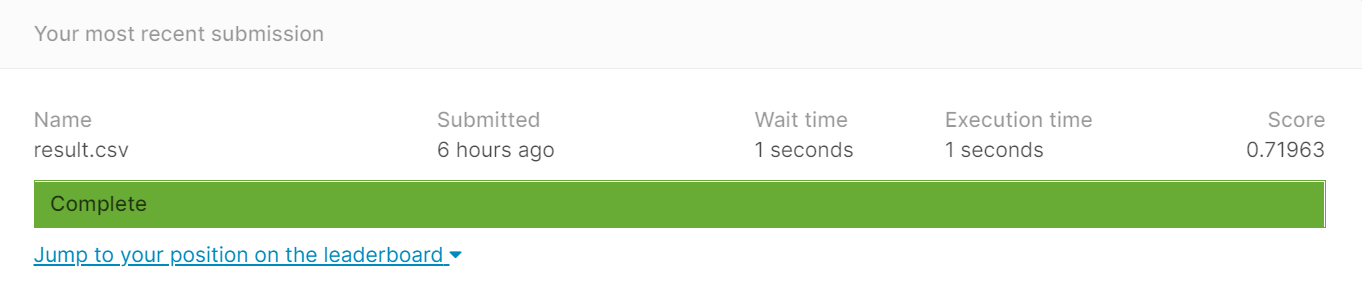 Your most recent submission
Name Submitted Wait time Execution time Score
result.csv 6 hours ago 1 seconds 1 seconds 0.71963
Complete
Jump to your position on the leaderboard